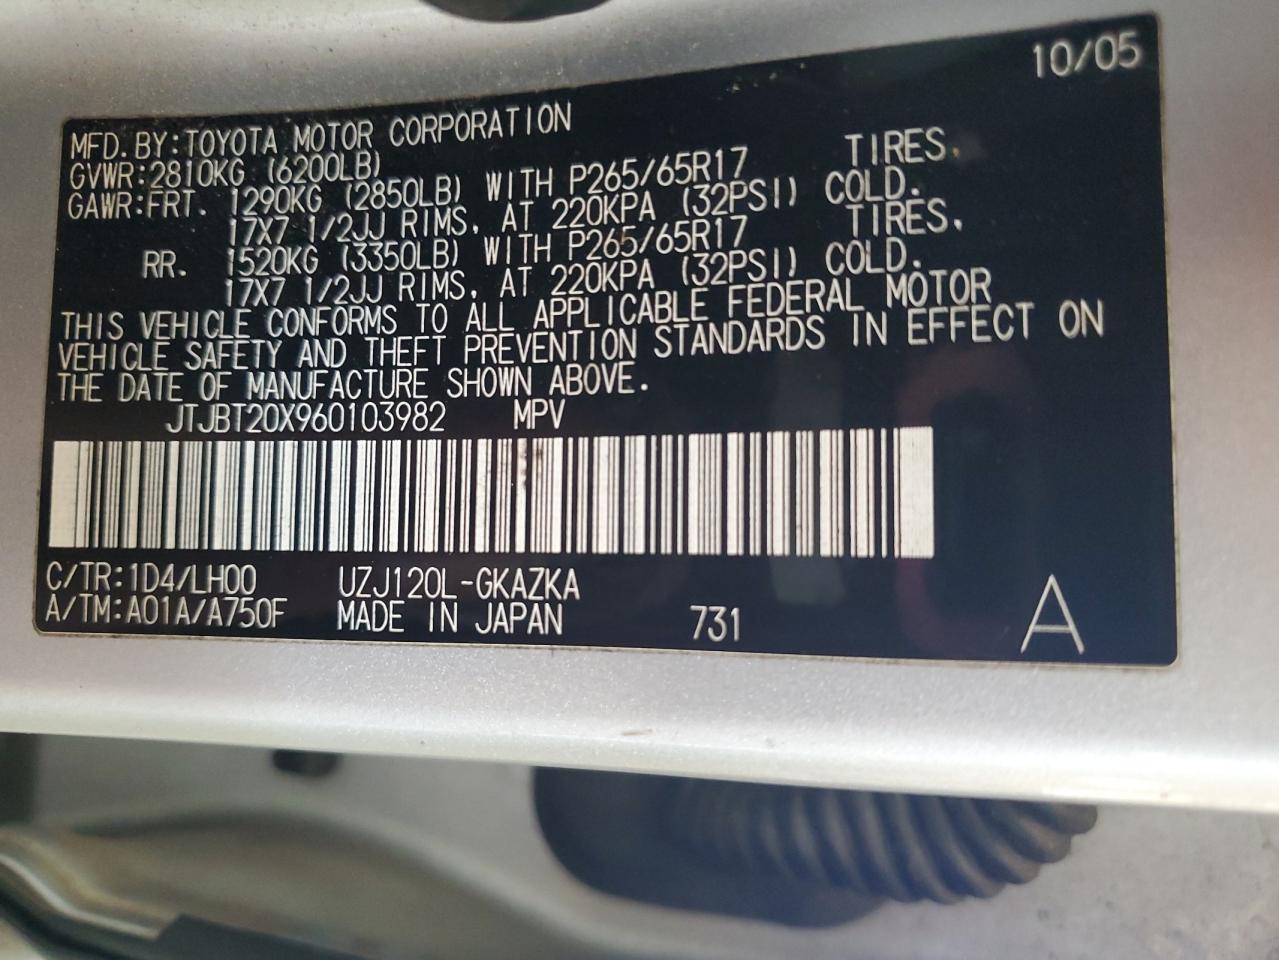 10/05
MFD. BY:TOYOTA MOTOR CORPORATION
GVWR:2810KG (6200LB)
GAWR:FRT. 1290KG (2850LB) WITH P265/65R17 TIRES,
17X7 1/2JJ RIMS, AT 220KPA (32PSI) COLD.
RR. 1520KG (3350LB) WITH P265/65R17 TIRES,
17X7 1/2JJ RIMS, AT 220KPA (32PSI) COLD.
THIS VEHICLE CONFORMS TO ALL APPLICABLE FEDERAL MOTOR
VEHICLE SAFETY AND THEFT PREVENTION STANDARDS IN EFFECT ON
THE DATE OF MANUFACTURE SHOWN ABOVE.
JTJBT20X960103982 MPV
C/TR:1D4/LH00 UZJ120L-GKAZKA
A/TM:A01A/A750F MADE IN JAPAN 731 A